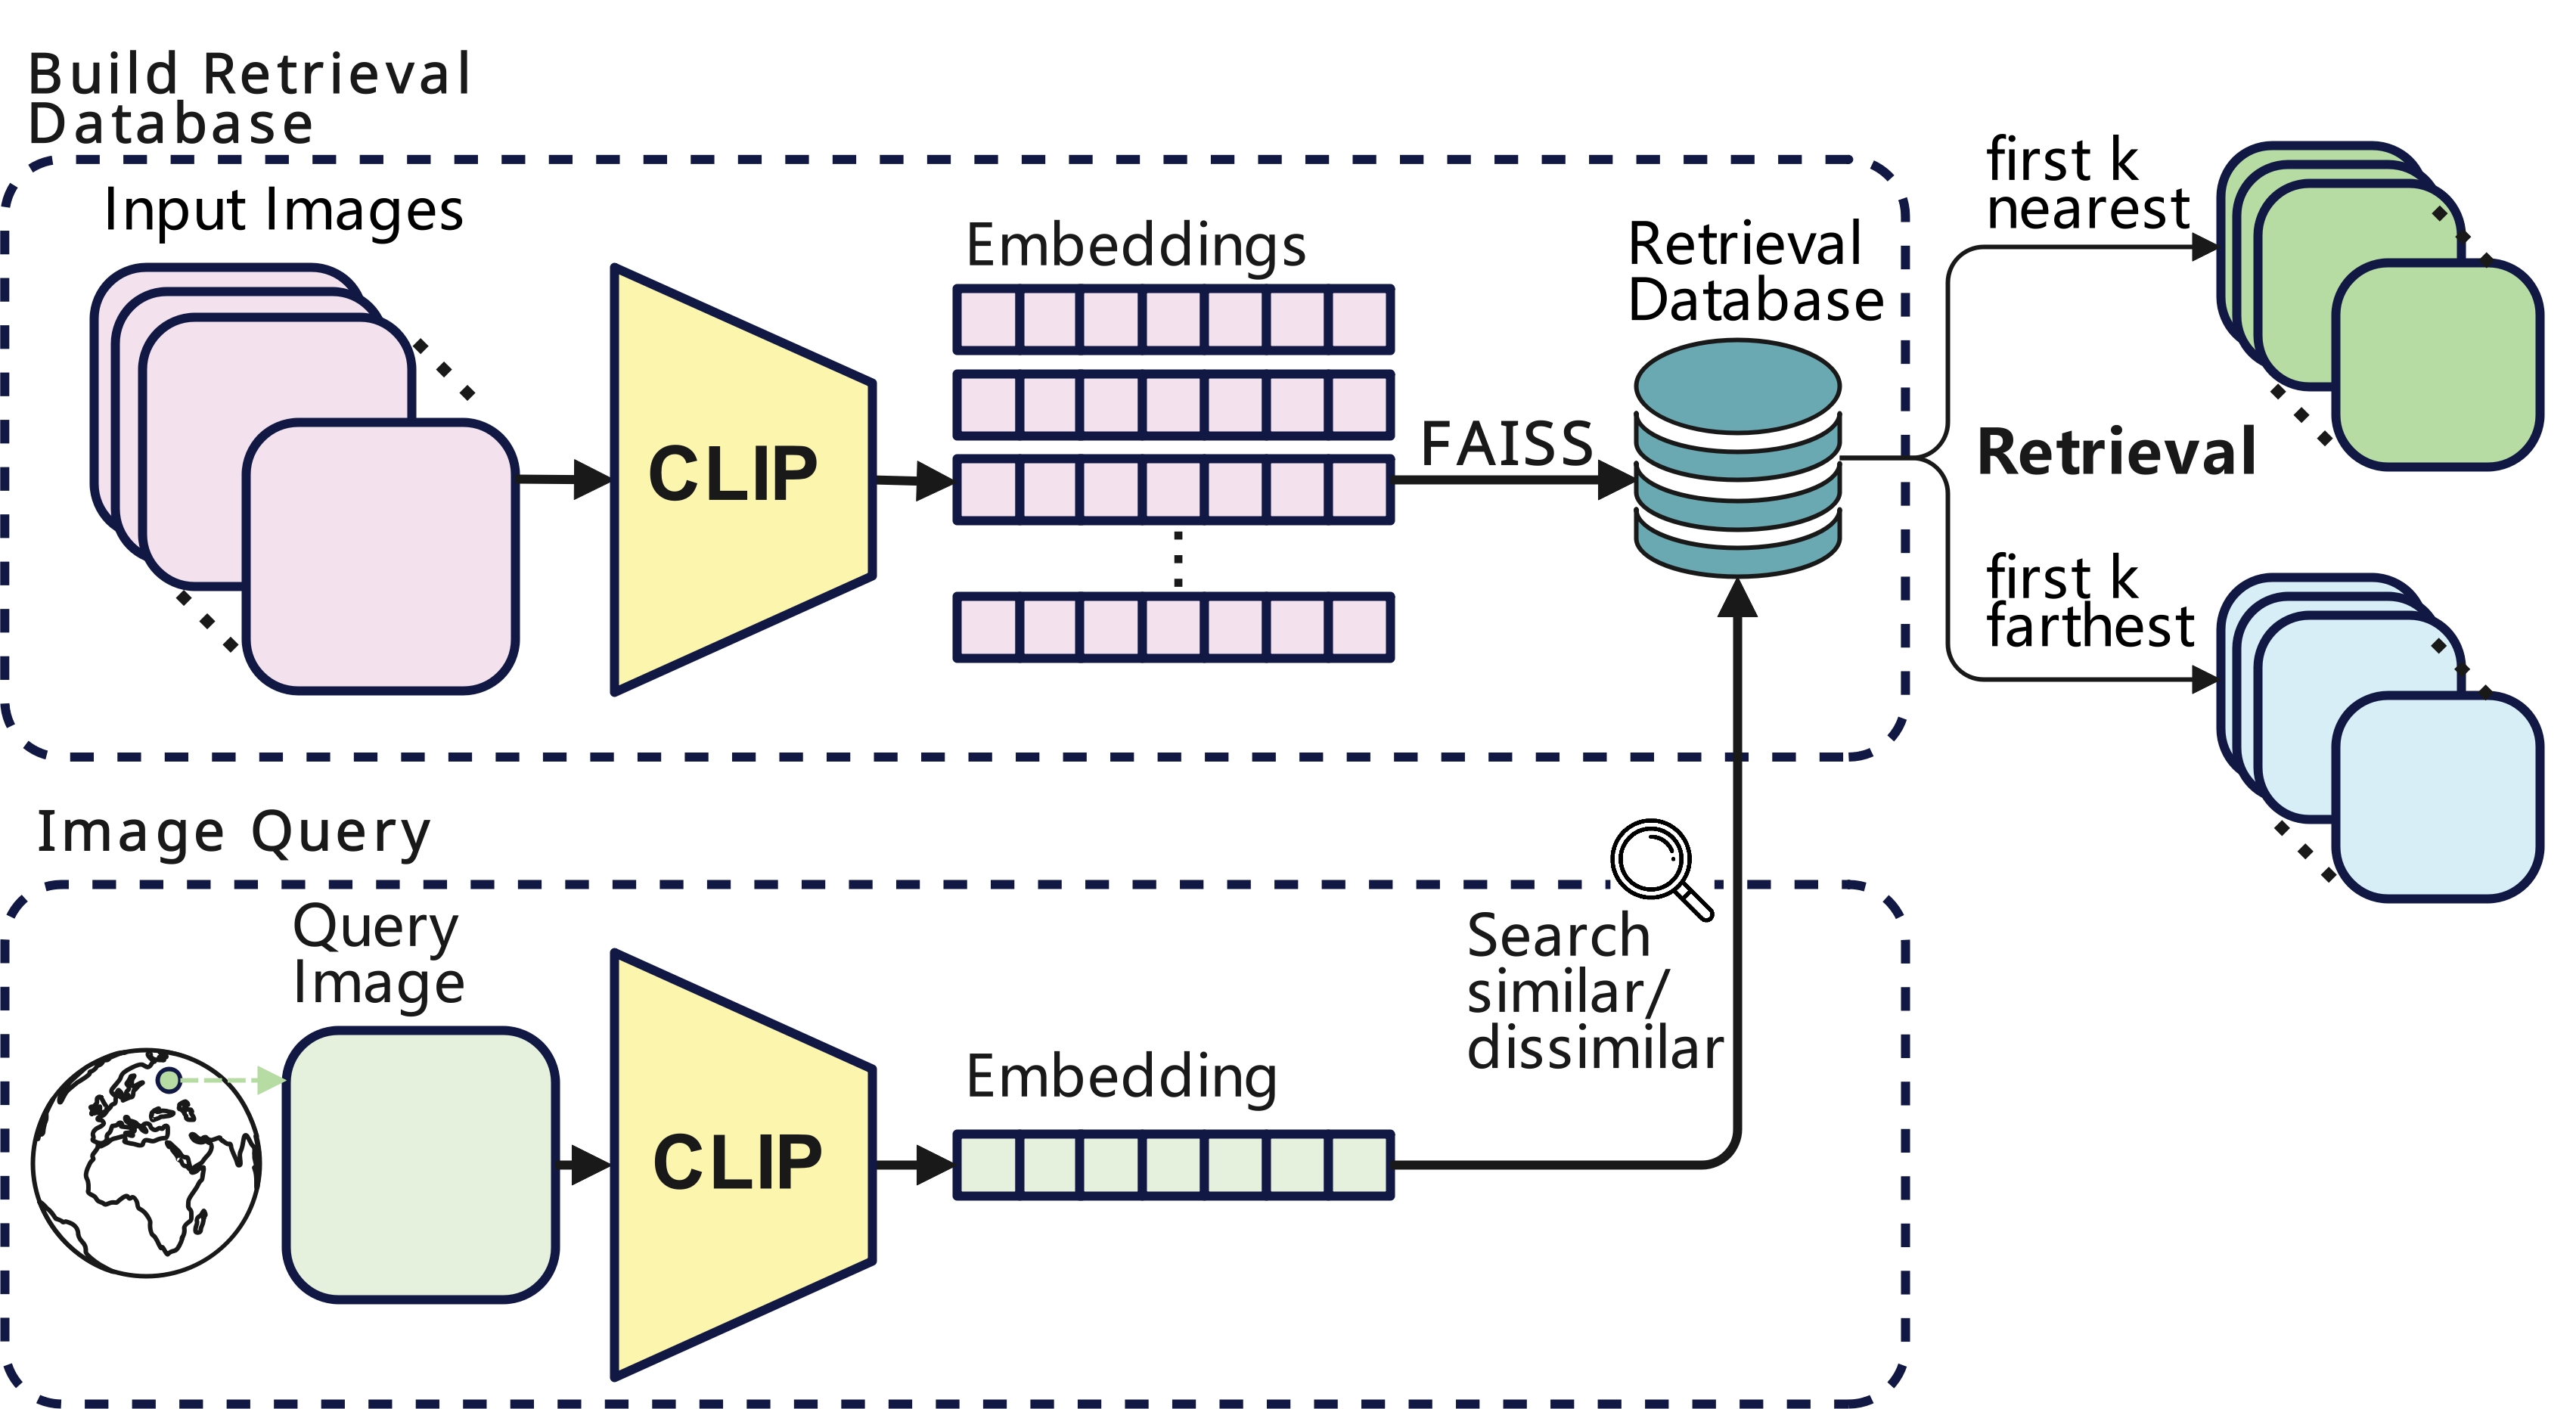 Build Retrieval
Database
Input Images
CLIP
Embeddings
FAISS
Retrieval
Database
first k
nearest
Retrieval
first k
farthest
Image Query
Query
Image
CLIP
Embedding
Search
similar/
dissimilar